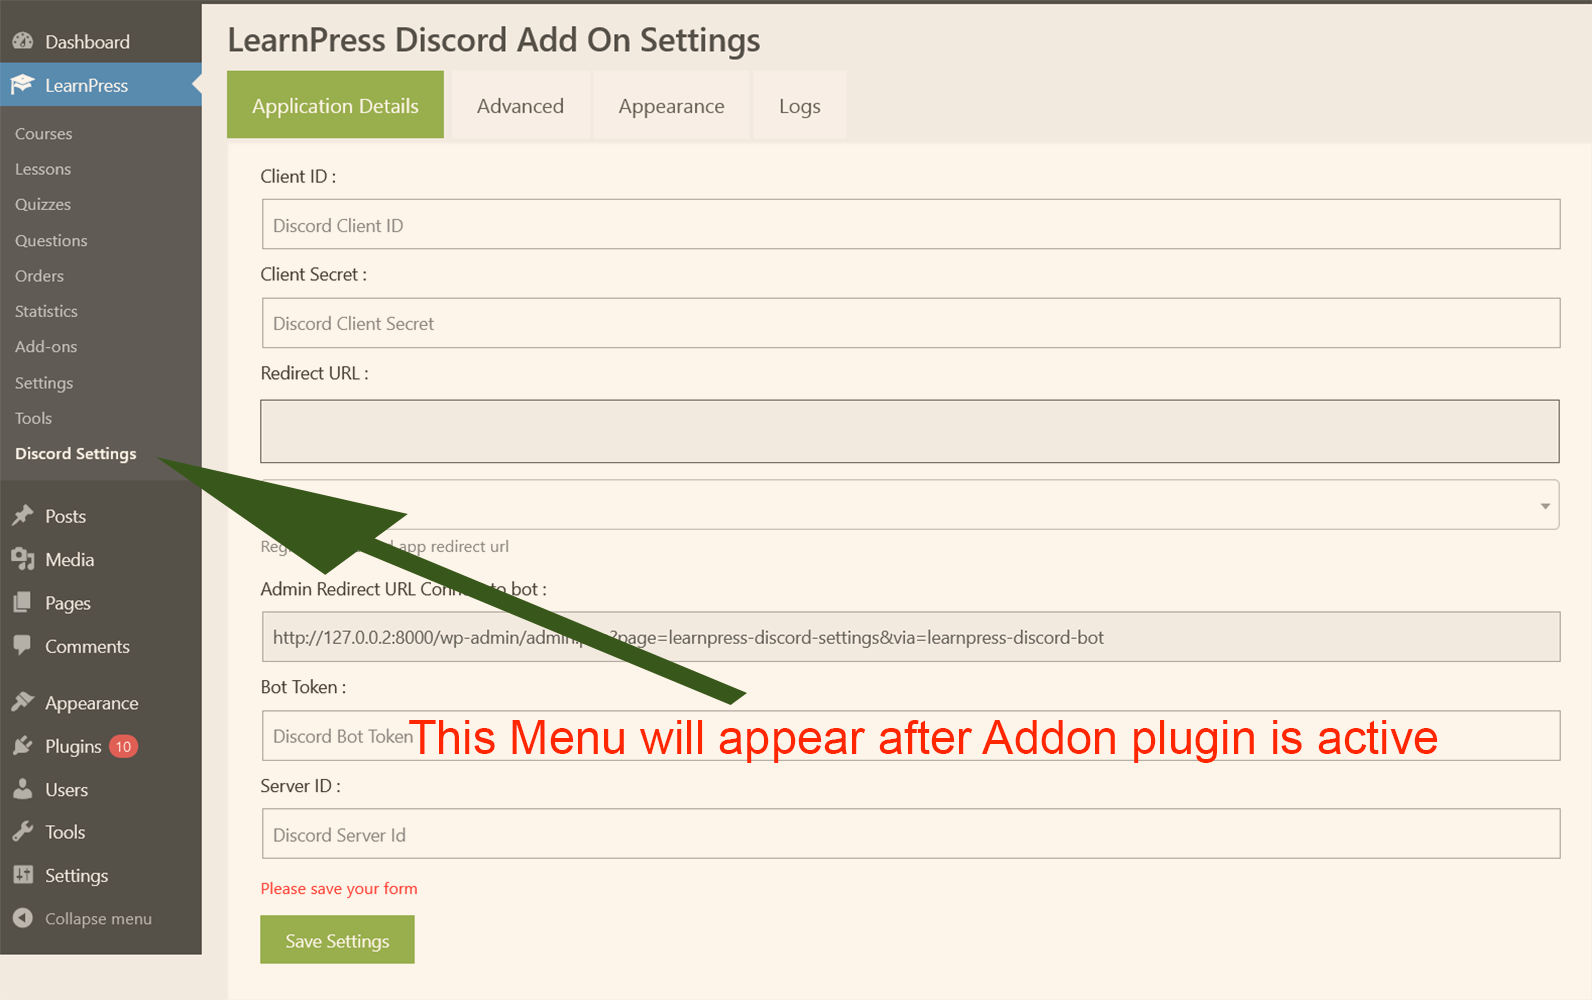 Dashboard
LearnPress
Courses
Lessons
Quizzes
Questions
Orders
Statistics
Add-ons
Settings
Tools
Discord Settings
Posts
Media
Pages
Comments
Appearance
Plugins 10
Users
Tools
Settings
Collapse menu
LearnPress Discord Add On Settings
Application Details Advanced Appearance Logs
Client ID :
Discord Client ID
Client Secret :
Discord Client Secret
Redirect URL :
app redirect url
Admin Redirect URL to bot :
http://127.0.0.2:8000/wp-admin/admin ?page=learnpress-discord-settings&via=learnpress-discord-bot
Bot Token :
Discord Bot Token
This Menu will appear after Addon plugin is active
Server ID :
Discord Server Id
Please save your form
Save Settings